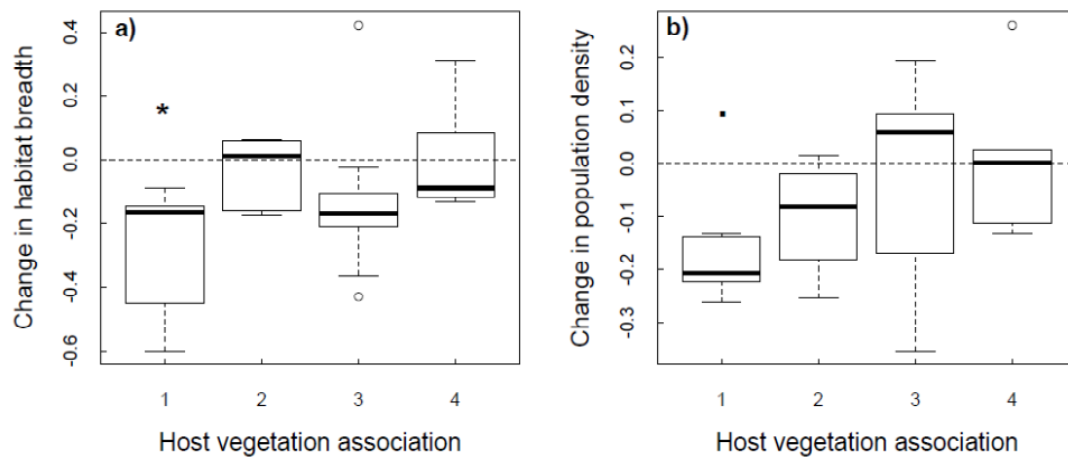 a)
*
Change in habitat breadth
0.4
0.2
0.0
-0.2
-0.4
-0.6
1 2 3 4
Host vegetation association
b)
Change in population density
0.2
0.1
0.0
-0.1
-0.2
-0.3
1 2 3 4
Host vegetation association